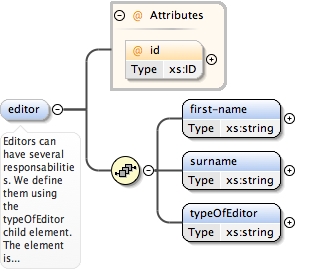 @ Attributes
@ id
Type xs:ID
editor
Editors can
have several
responsabilitie
s. We define
them using
the
typeOfEditor
child element.
The element
is...
first-name
Type xs:string
surname
Type xs:string
typeOfEditor
Type xs:string